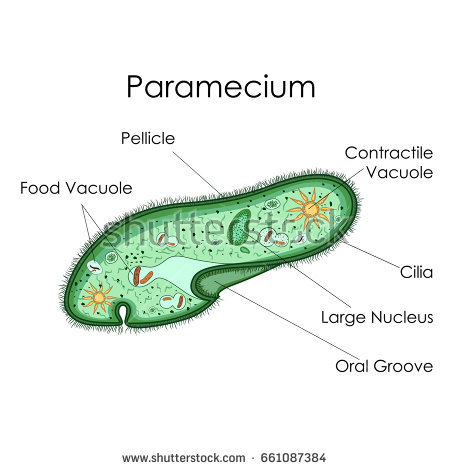 Paramecium
Pellicle
Contractile
Vacuole
Food Vacuole
shutterstock
Cilia
Large Nucleus
Oral Groove
www.shutterstock.com · 661087384